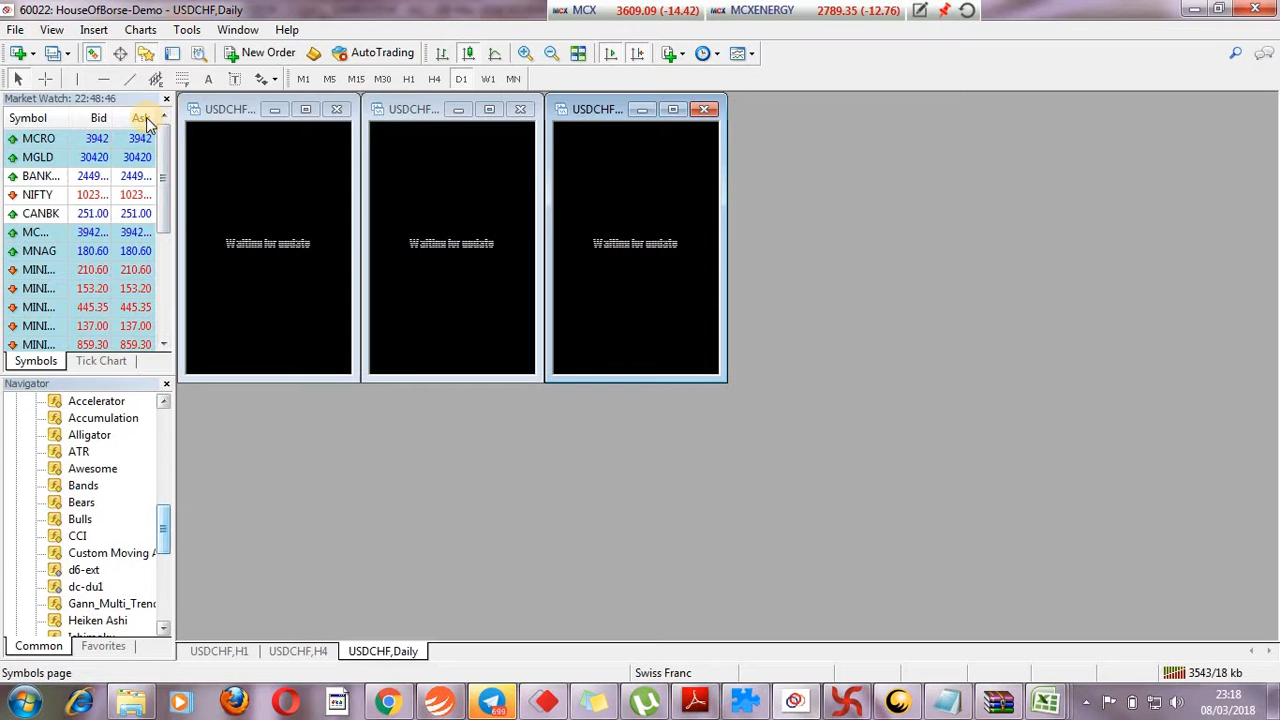 60022: HouseOfBorse-Demo - USDCHF,Daily
MCX 3609.09 (-14.42) MCXENERGY 2789.35 (-12.76)
File View Insert Charts Tools Window Help
New Order AutoTrading
A T M1 M5 M15 M30 H1 H4 D1 W1 MN
Market Watch: 22:48:46
Symbol Bid Ask
MCRO 3942 3942
MGLD 30420 30420
BANK... 2449... 2449...
NIFTY 1023... 1023...
CANBK 251.00 251.00
MC... 3942... 3942...
MNAG 180.60 180.60
MINI... 210.60 210.60
MINI... 153.20 153.20
MINI... 445.35 445.35
MINI... 137.00 137.00
MINI... 859.30 859.30
Symbols Tick Chart
USDCHF... USDCHF... USDCHF...
Waiting for update Waiting for update Waiting for update
Navigator
Accelerator
Accumulation
Alligator
ATR
Awesome
Bands
Bears
Bulls
CCI
Custom Moving A
d6-ext
dc-du1
Gann_Multi_Trend
Heiken Ashi
Ichimoku
Common Favorites
USDCHF,H1 USDCHF,H4 USDCHF,Daily
Symbols page Swiss Franc 3543/18 kb
699
23:18
08/03/2018